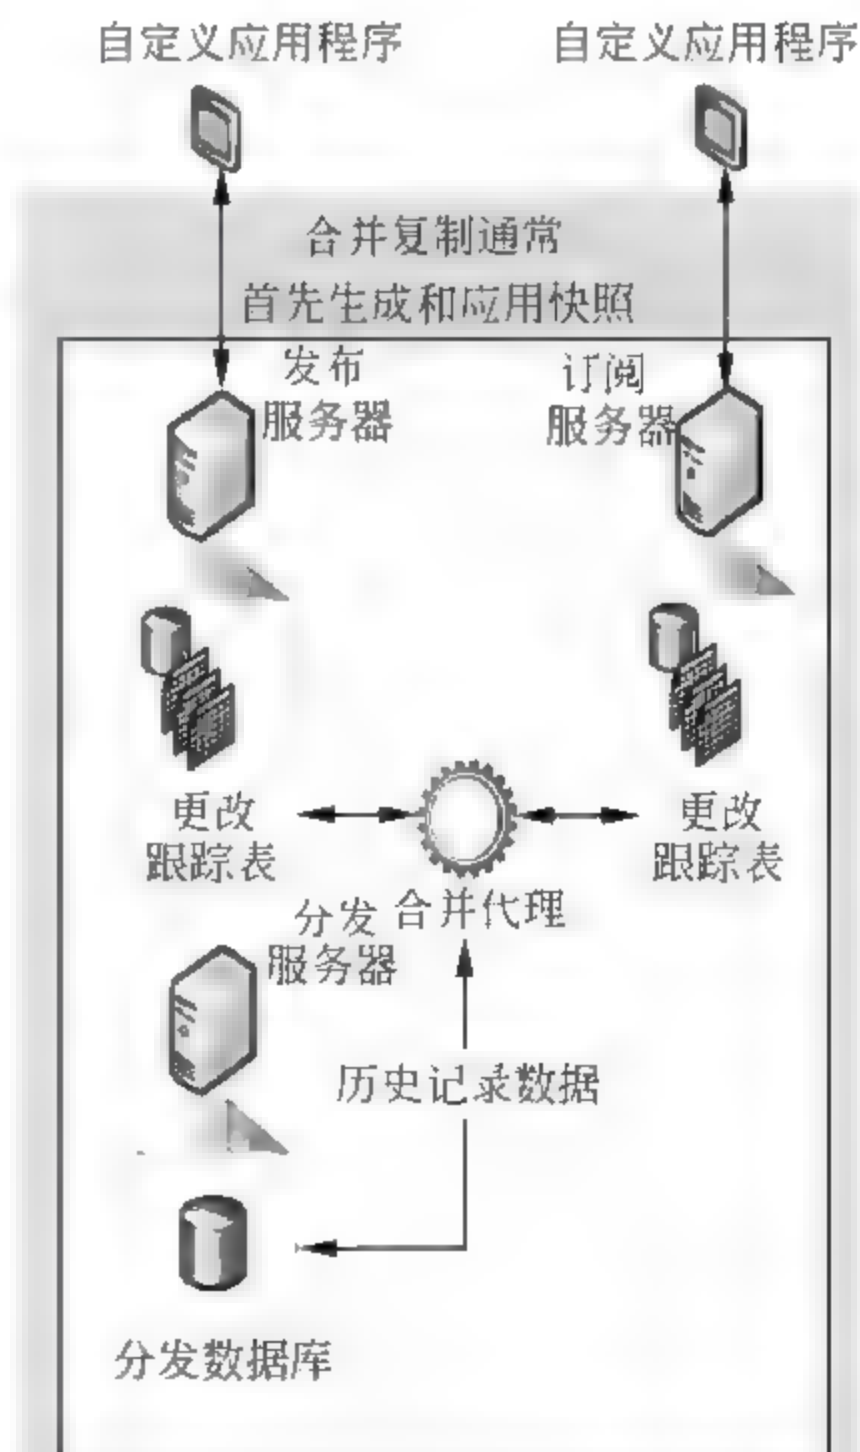 自定义应用程序
自定义应用程序
合并复制通常
首先生成和应用快照
发布
服务器
订阅
服务器
更改
跟踪表
更改
跟踪表
合并代理
分发
服务器
历史记录数据
分发数据库